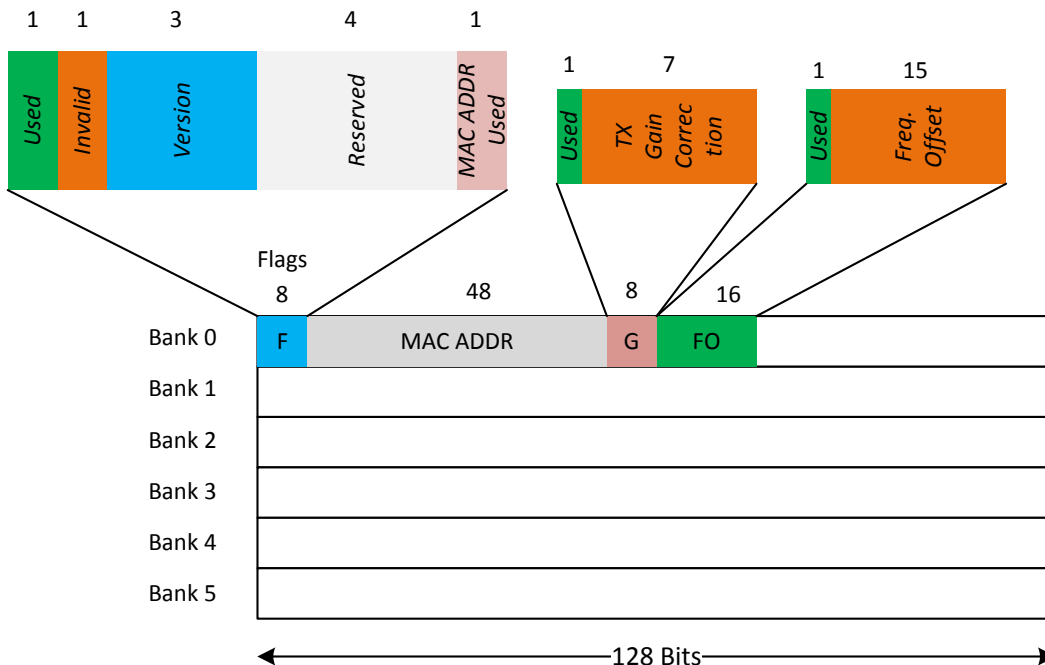 1 1 3 4 1
Used
Invalid
Version
Reserved
MAC ADDR
Used
1 7
Used
TX
Gain
Correc
tion
1 15
Used
Freq.
Offset
Flags
8 48 8 16
Bank 0 F MAC ADDR G FO
Bank 1
Bank 2
Bank 3
Bank 4
Bank 5
128 Bits